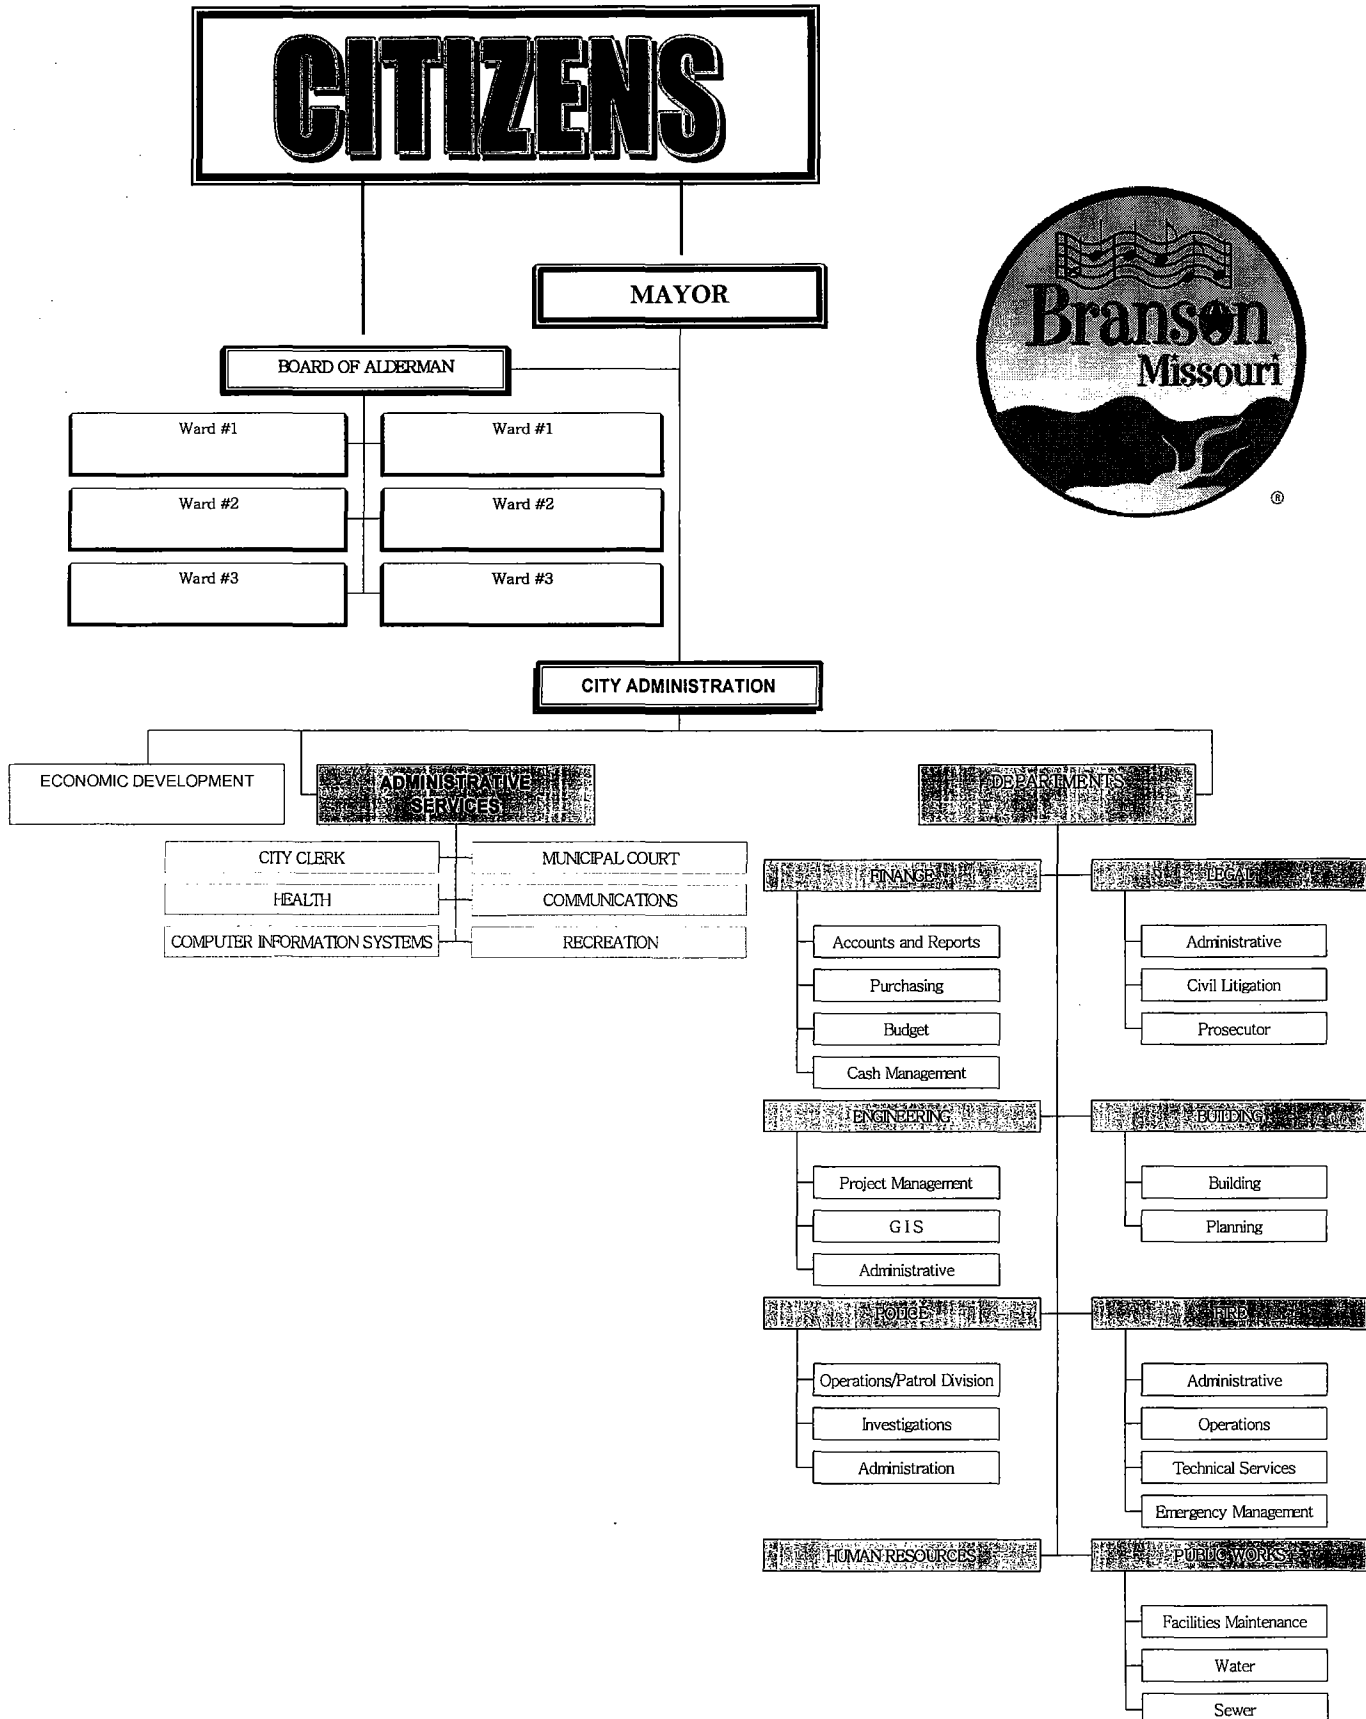 CITIZENS
MAYOR
Branson
Missouri
®
BOARD OF ALDERMAN
Ward #1
Ward #1
Ward #2
Ward #2
Ward #3
Ward #3
CITY ADMINISTRATION
ECONOMIC DEVELOPMENT
ADMINISTRATIVE
SERVICES
DEPARTMENTS
CITY CLERK
MUNICIPAL COURT
HEALTH
COMMUNICATIONS
COMPUTER INFORMATION SYSTEMS
RECREATION
FINANCE
LEGAL
Accounts and Reports
Purchasing
Budget
Cash Management
Administrative
Civil Litigation
Prosecutor
ENGINEERING
BUILDING
Project Management
G I S
Administrative
Building
Planning
POLICE
FIRE
Operations/Patrol Division
Investigations
Administration
Administrative
Operations
Technical Services
Emergency Management
HUMAN RESOURCES
PUBLIC WORKS
Facilities Maintenance
Water
Sewer